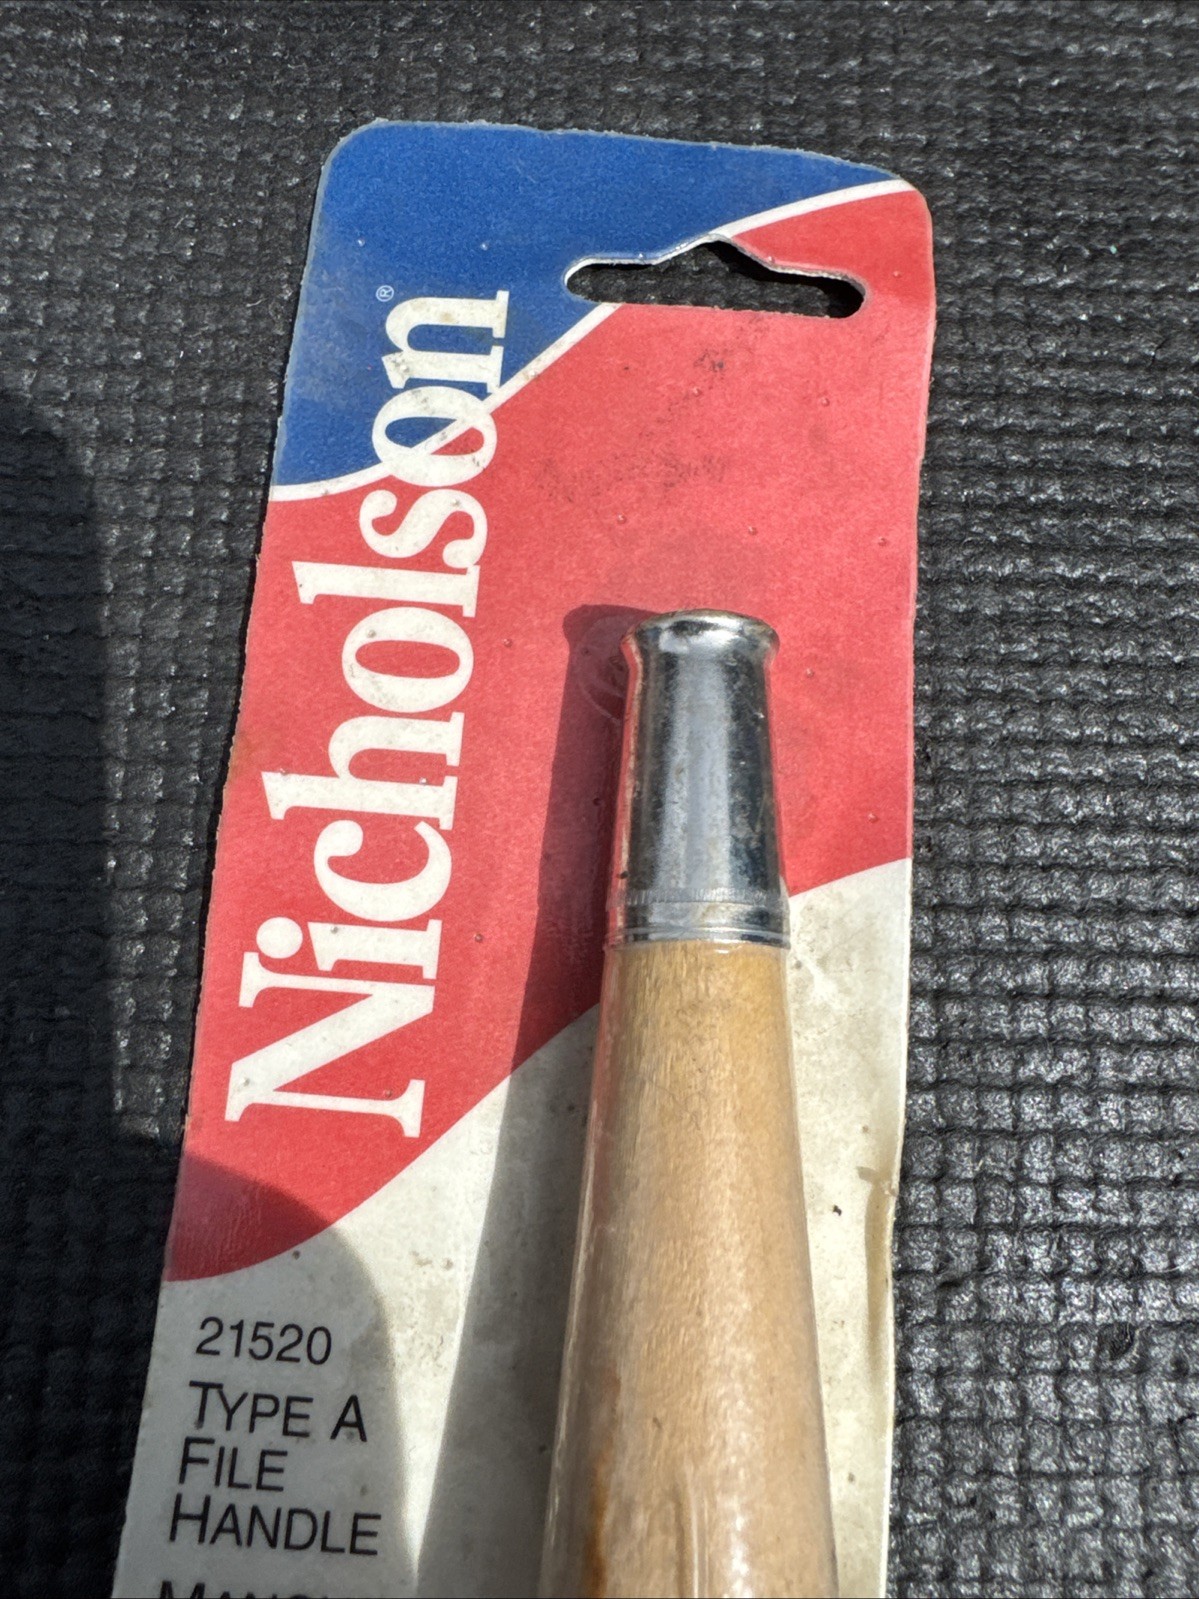 Nicholson®
21520
TYPE A
FILE
HANDLE